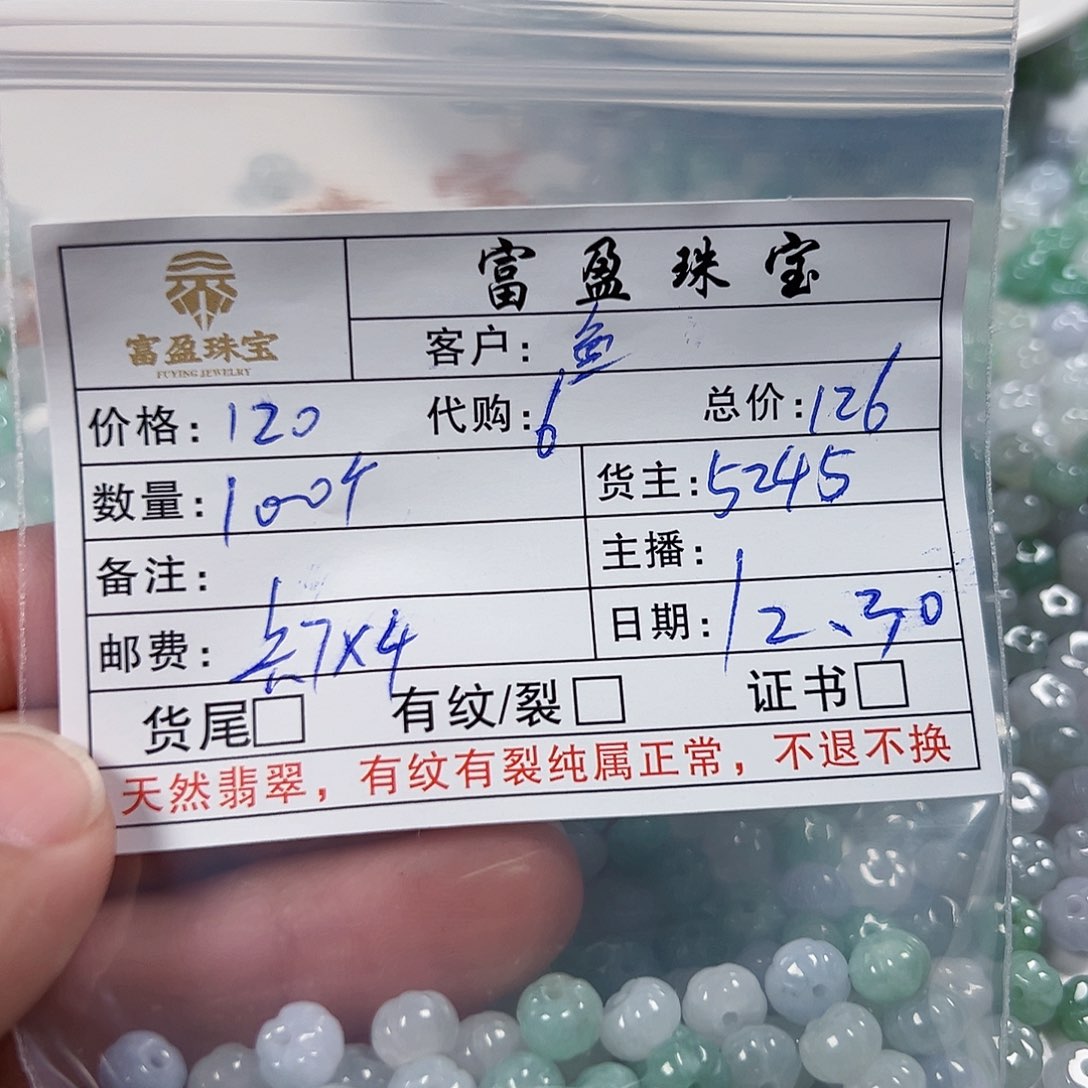 富盈珠宝
富盈珠宝
FUYING JEWELRY
客户：鱼
价格：120 代购：6 总价：126
数量：100个 货主：5245
备注： 主播：
邮费： 7x4 日期：12、30
货尾 有纹/裂 证书
天然翡翠，有纹有裂纯属正常，不退不换